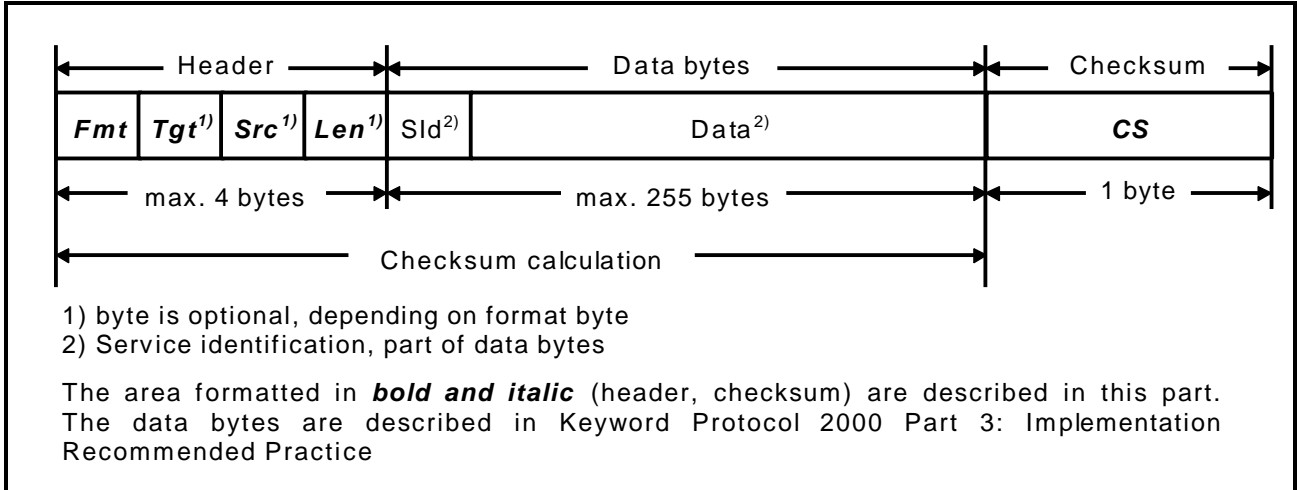 Header Data bytes Checksum
Fmt Tgt1) Src1) Len1) SId2) Data2) CS
max. 4 bytes max. 255 bytes 1 byte
Checksum calculation
1) byte is optional, depending on format byte
2) Service identification, part of data bytes
The area formatted in bold and italic (header, checksum) are described in this part.
The data bytes are described in Keyword Protocol 2000 Part 3: Implementation
Recommended Practice